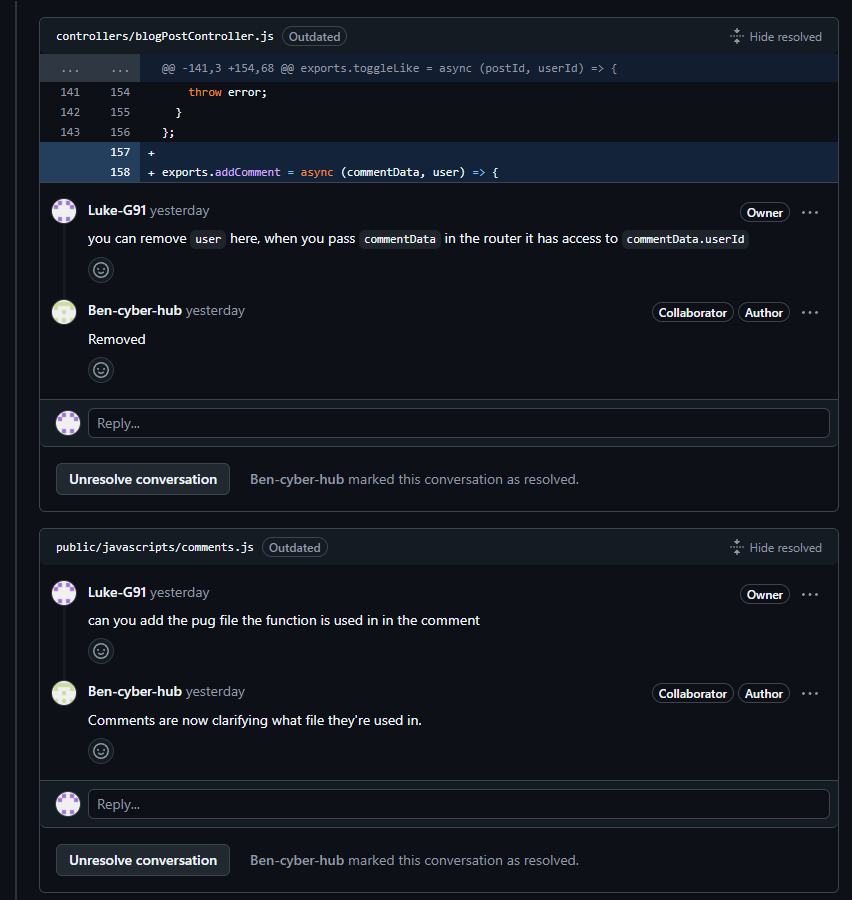 controllers/blogPostController.js Outdated Hide resolved
... ... @@ -141,3 +154,68 @@ exports.toggleLike = async (postId, userId) => {
141 154 throw error;
142 155 }
143 156 };
157 +
158 + exports.addComment = async (commentData, user) => {
Luke-G91 yesterday Owner ...
you can remove user here, when you pass commentData in the router it has access to commentData.userId
Ben-cyber-hub yesterday Collaborator Author ...
Removed
Reply...
Unresolve conversation Ben-cyber-hub marked this conversation as resolved.
public/javascripts/comments.js Outdated Hide resolved
Luke-G91 yesterday Owner ...
can you add the pug file the function is used in in the comment
Ben-cyber-hub yesterday Collaborator Author ...
Comments are now clarifying what file they're used in.
Reply...
Unresolve conversation Ben-cyber-hub marked this conversation as resolved.